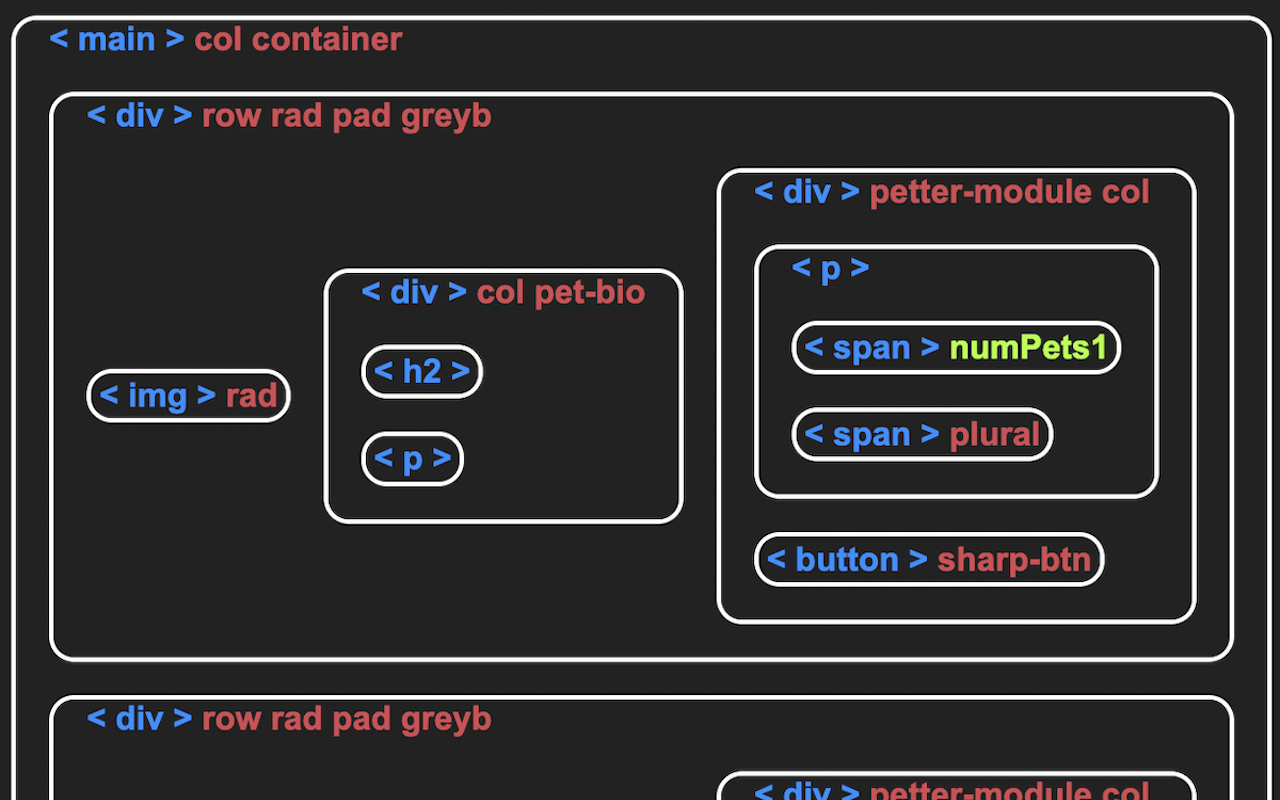 < main > col container
< div > row rad pad greyb
< img > rad
< div > col pet-bio
< h2 >
< p >
< div > petter-module col
< p >
< span > numPets1
< span > plural
< button > sharp-btn
< div > row rad pad greyb
< div > petter-module col